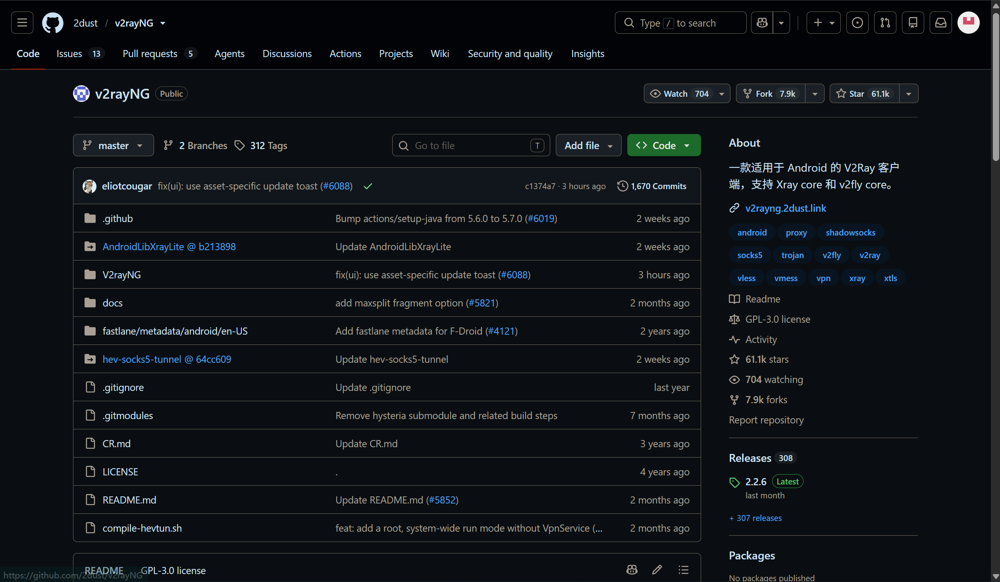 2dust / v2rayNG
Type / to search
Code Issues 13 Pull requests 5 Agents Discussions Actions Projects Wiki Security and quality Insights
v2rayNG Public
Watch 704 Fork 7.9k Star 61.1k
master 2 Branches 312 Tags
Go to file T
Add file
Code
eliotcougar fix(ui): use asset-specific update toast (#6088) c1374a7 · 3 hours ago 1,670 Commits
.github Bump actions/setup-java from 5.6.0 to 5.7.0 (#6019) 2 weeks ago
AndroidLibXrayLite @ b213898 Update AndroidLibXrayLite 2 weeks ago
V2rayNG fix(ui): use asset-specific update toast (#6088) 3 hours ago
docs add maxsplit fragment option (#5821) 2 months ago
fastlane/metadata/android/en-US Add fastlane metadata for F-Droid (#4121) 2 years ago
hev-socks5-tunnel @ 64cc609 Update hev-socks5-tunnel 2 weeks ago
.gitignore Update .gitignore last year
.gitmodules Remove hysteria submodule and related build steps 7 months ago
CR.md Update CR.md 3 years ago
LICENSE . 4 years ago
README.md Update README.md (#5852) 2 months ago
compile-hevtun.sh feat: add a root, system-wide run mode without VpnService (... 2 months ago
README GPL-3.0 license
https://github.com/2dust/v2rayNG
About
一款适用于 Android 的 V2Ray 客户
端，支持 Xray core 和 v2fly core。
v2rayng.2dust.link
android proxy shadowsocks
socks5 trojan v2fly v2ray
vless vmess vpn xray xtls
Readme
GPL-3.0 license
Activity
61.1k stars
704 watching
7.9k forks
Report repository
Releases 308
2.2.6 Latest
last month
+ 307 releases
Packages
No packages published